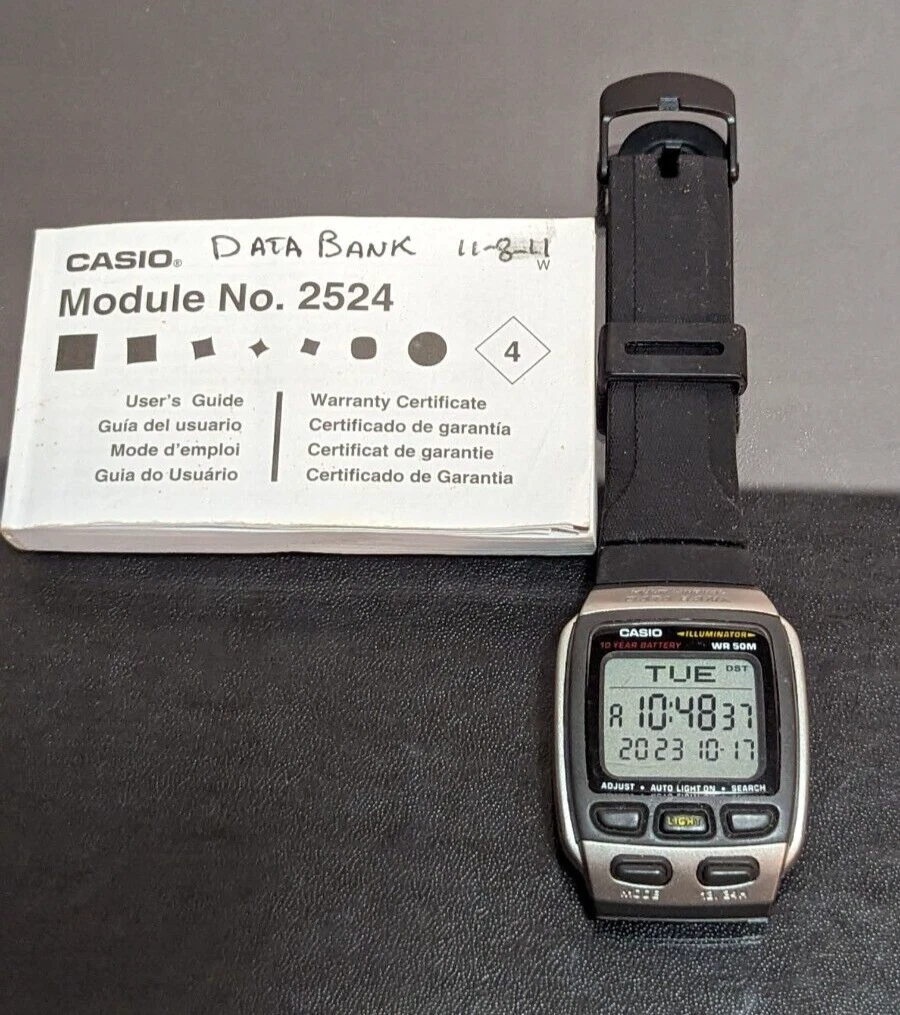 CASIO® DATA BANK 11-8-11
W
Module No. 2524
4
User's Guide
Guía del usuario
Mode d'emploi
Guia do Usuário
Warranty Certificate
Certificado de garantía
Certificat de garantie
Certificado de Garantia
CASIO ILLUMINATOR
10 YEAR BATTERY WR 50M
TUE DST
A 10:48 37
2023 10-17
ADJUST • AUTO LIGHT ON • SEARCH
LIGHT
MODE 12/24H